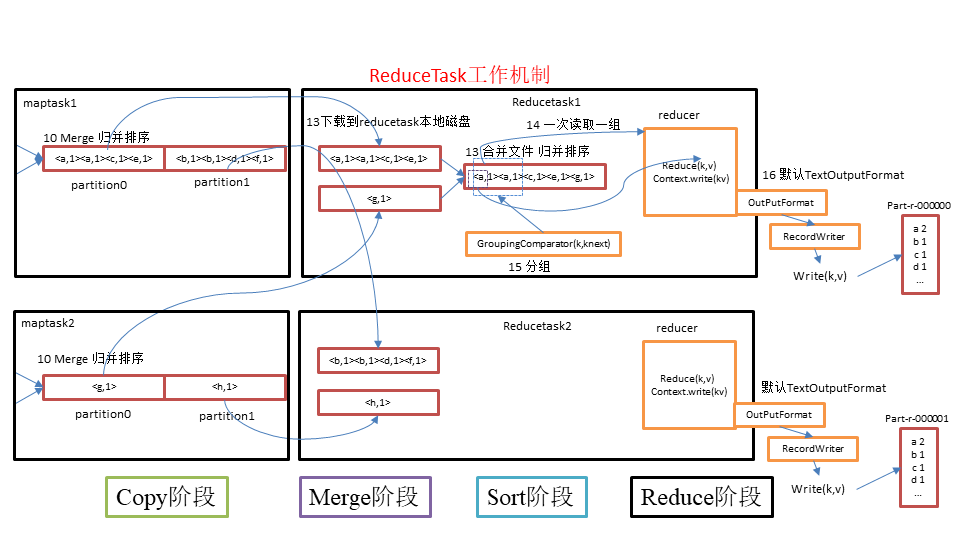 ReduceTask工作机制
maptask1
10 Merge 归并排序
<a,1><a,1><c,1><e,1>
<b,1><b,1><d,1><f,1>
partition0
partition1
Reducetask1
13下载到reducetask本地磁盘
<a,1><a,1><c,1><e,1>
<g,1>
13 合并文件 归并排序
<a,1><a,1><c,1><e,1><g,1>
14 一次读取一组
GroupingComparator(k,knext)
15 分组
reducer
Reduce(k,v)
Context.write(kv)
16 默认TextOutputFormat
OutPutFormat
RecordWriter
Write(k,v)
Part-r-000000
a 2
b 1
c 1
d 1
...
maptask2
10 Merge 归并排序
<g,1>
<h,1>
partition0
partition1
Reducetask2
<b,1><b,1><d,1><f,1>
<h,1>
reducer
Reduce(k,v)
Context.write(kv)
默认TextOutputFormat
OutPutFormat
RecordWriter
Write(k,v)
Part-r-000001
a 2
b 1
c 1
d 1
...
Copy阶段
Merge阶段
Sort阶段
Reduce阶段